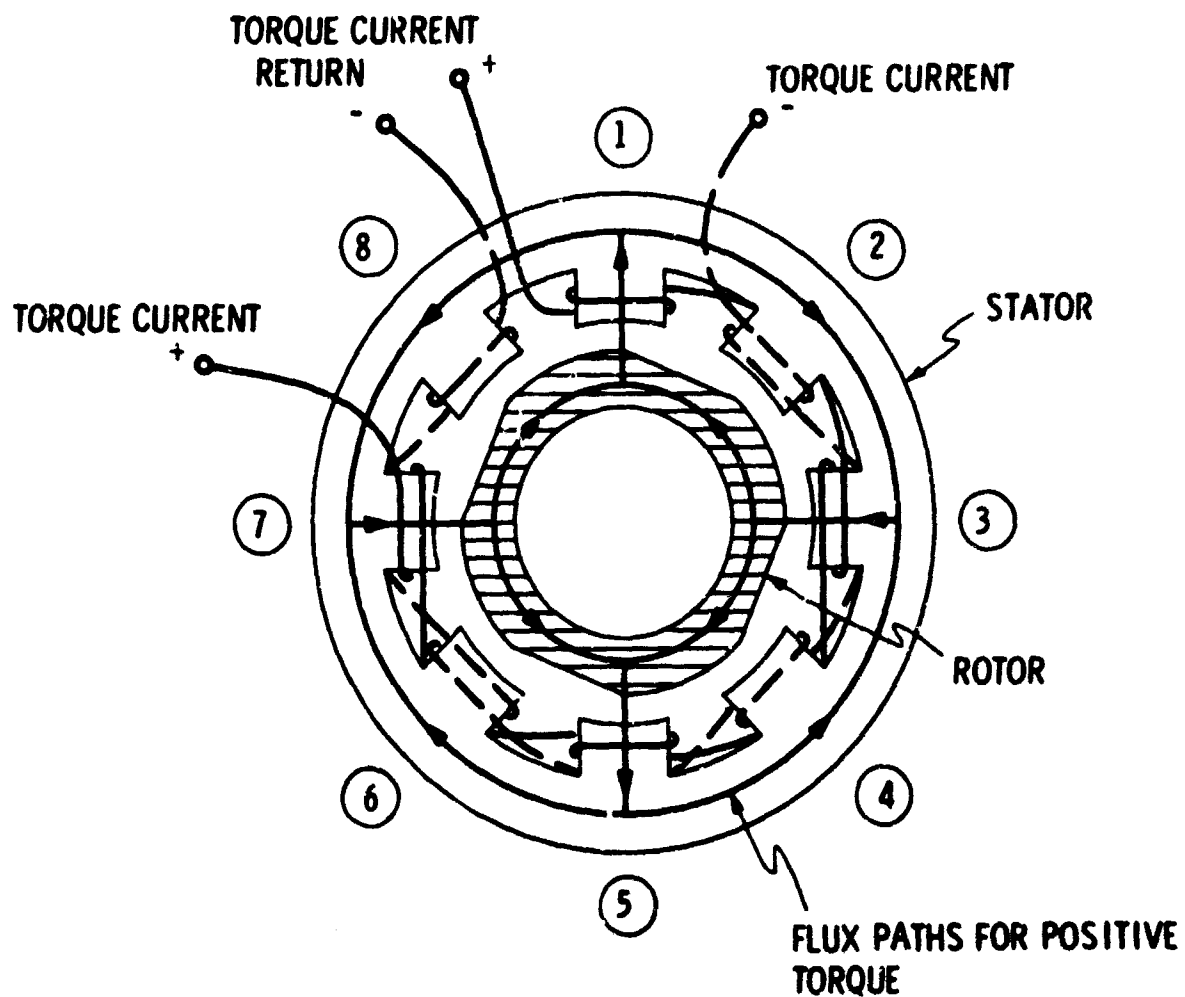 TORQUE CURRENT
RETURN
+
-
TORQUE CURRENT
-
1
8
2
STATOR
TORQUE CURRENT
+
7
3
ROTOR
6
4
5
FLUX PATHS FOR POSITIVE
TORQUE